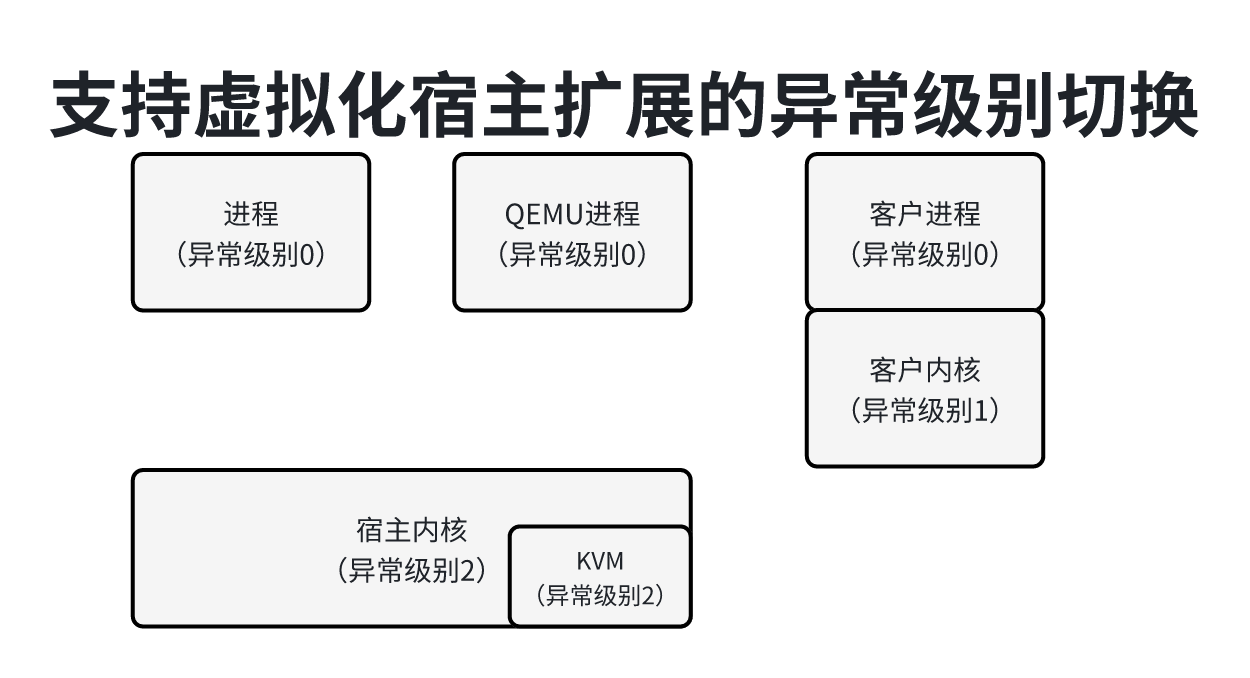 支持虚拟化宿主扩展的异常级别切换
进程
（异常级别0）
QEMU进程
（异常级别0）
客户进程
（异常级别0）
客户内核
（异常级别1）
宿主内核
（异常级别2）
KVM
（异常级别2）